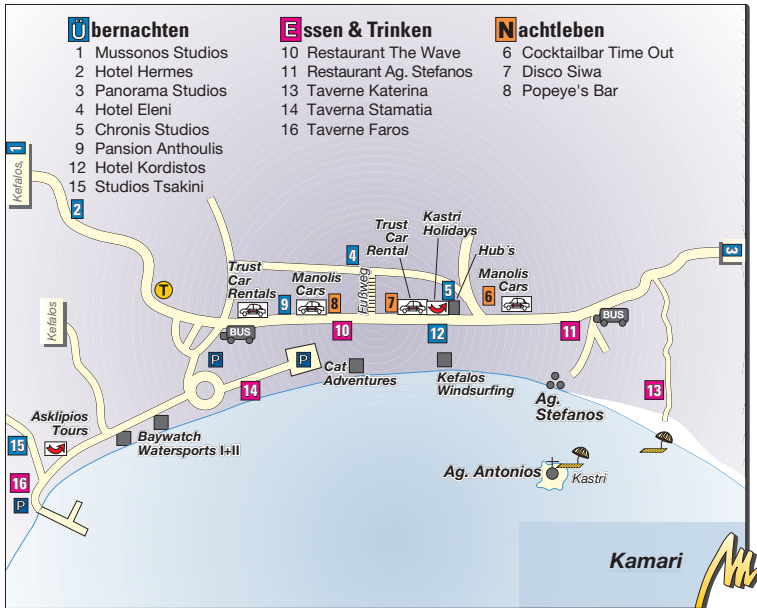 Übernachten
1 Mussonos Studios
2 Hotel Hermes
3 Panorama Studios
4 Hotel Eleni
5 Chronis Studios
9 Pansion Anthoulis
12 Hotel Kordistos
15 Studios Tsakini
Essen & Trinken
10 Restaurant The Wave
11 Restaurant Ag. Stefanos
13 Taverne Katerina
14 Taverna Stamatia
16 Taverne Faros
Nachtleben
6 Cocktailbar Time Out
7 Disco Siwa
8 Popeye's Bar
1
Kefalos,
2
3
Kastri
Holidays
Trust
Car
Rental
Hub´s
4
Fußweg
Trust
Car
Rentals
Manolis
Cars
Manolis
Cars
T
9
8
7
5
6
BUS
10
12
11
BUS
Kefalos
P
P
Cat
Adventures
Kefalos
Windsurfing
14
13
Ag.
Stefanos
Asklipios
Tours
15
Baywatch
Watersports I+II
16
P
Ag. Antonios
Kastri
Kamari